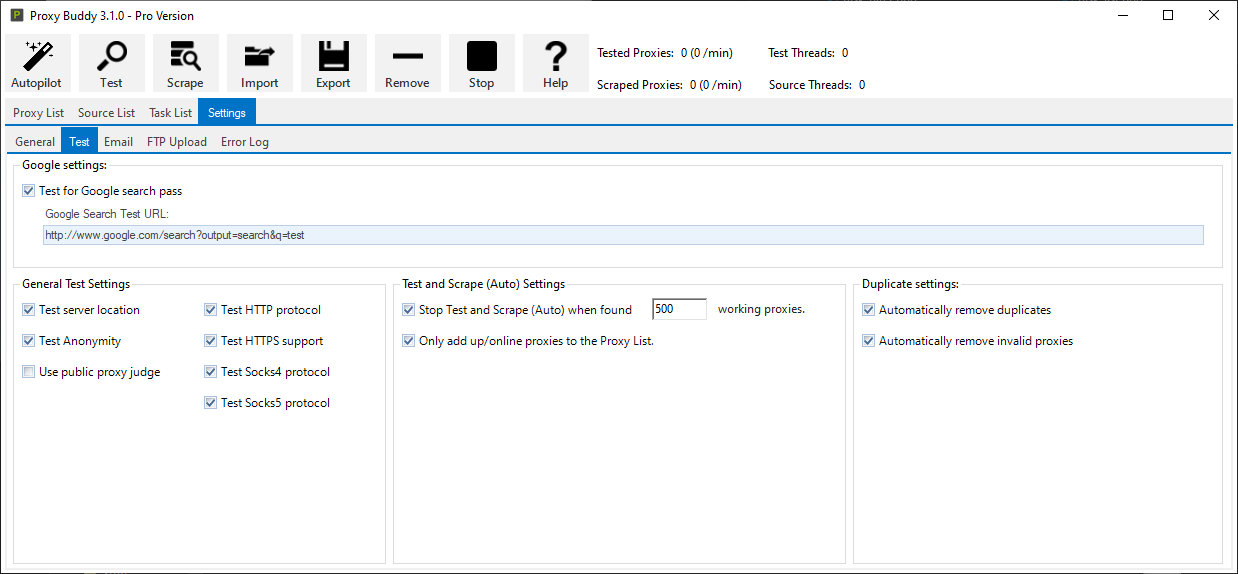 Proxy Buddy 3.1.0 - Pro Version
Autopilot Test Scrape Import Export Remove Stop Help
Tested Proxies: 0 (0 /min) Test Threads: 0
Scraped Proxies: 0 (0 /min) Source Threads: 0
Proxy List Source List Task List Settings
General Test Email FTP Upload Error Log
Google settings:
Test for Google search pass
Google Search Test URL:
http://www.google.com/search?output=search&q=test
General Test Settings
Test server location Test HTTP protocol
Test Anonymity Test HTTPS support
Use public proxy judge Test Socks4 protocol
Test Socks5 protocol
Test and Scrape (Auto) Settings
Stop Test and Scrape (Auto) when found 500 working proxies.
Only add up/online proxies to the Proxy List.
Duplicate settings:
Automatically remove duplicates
Automatically remove invalid proxies